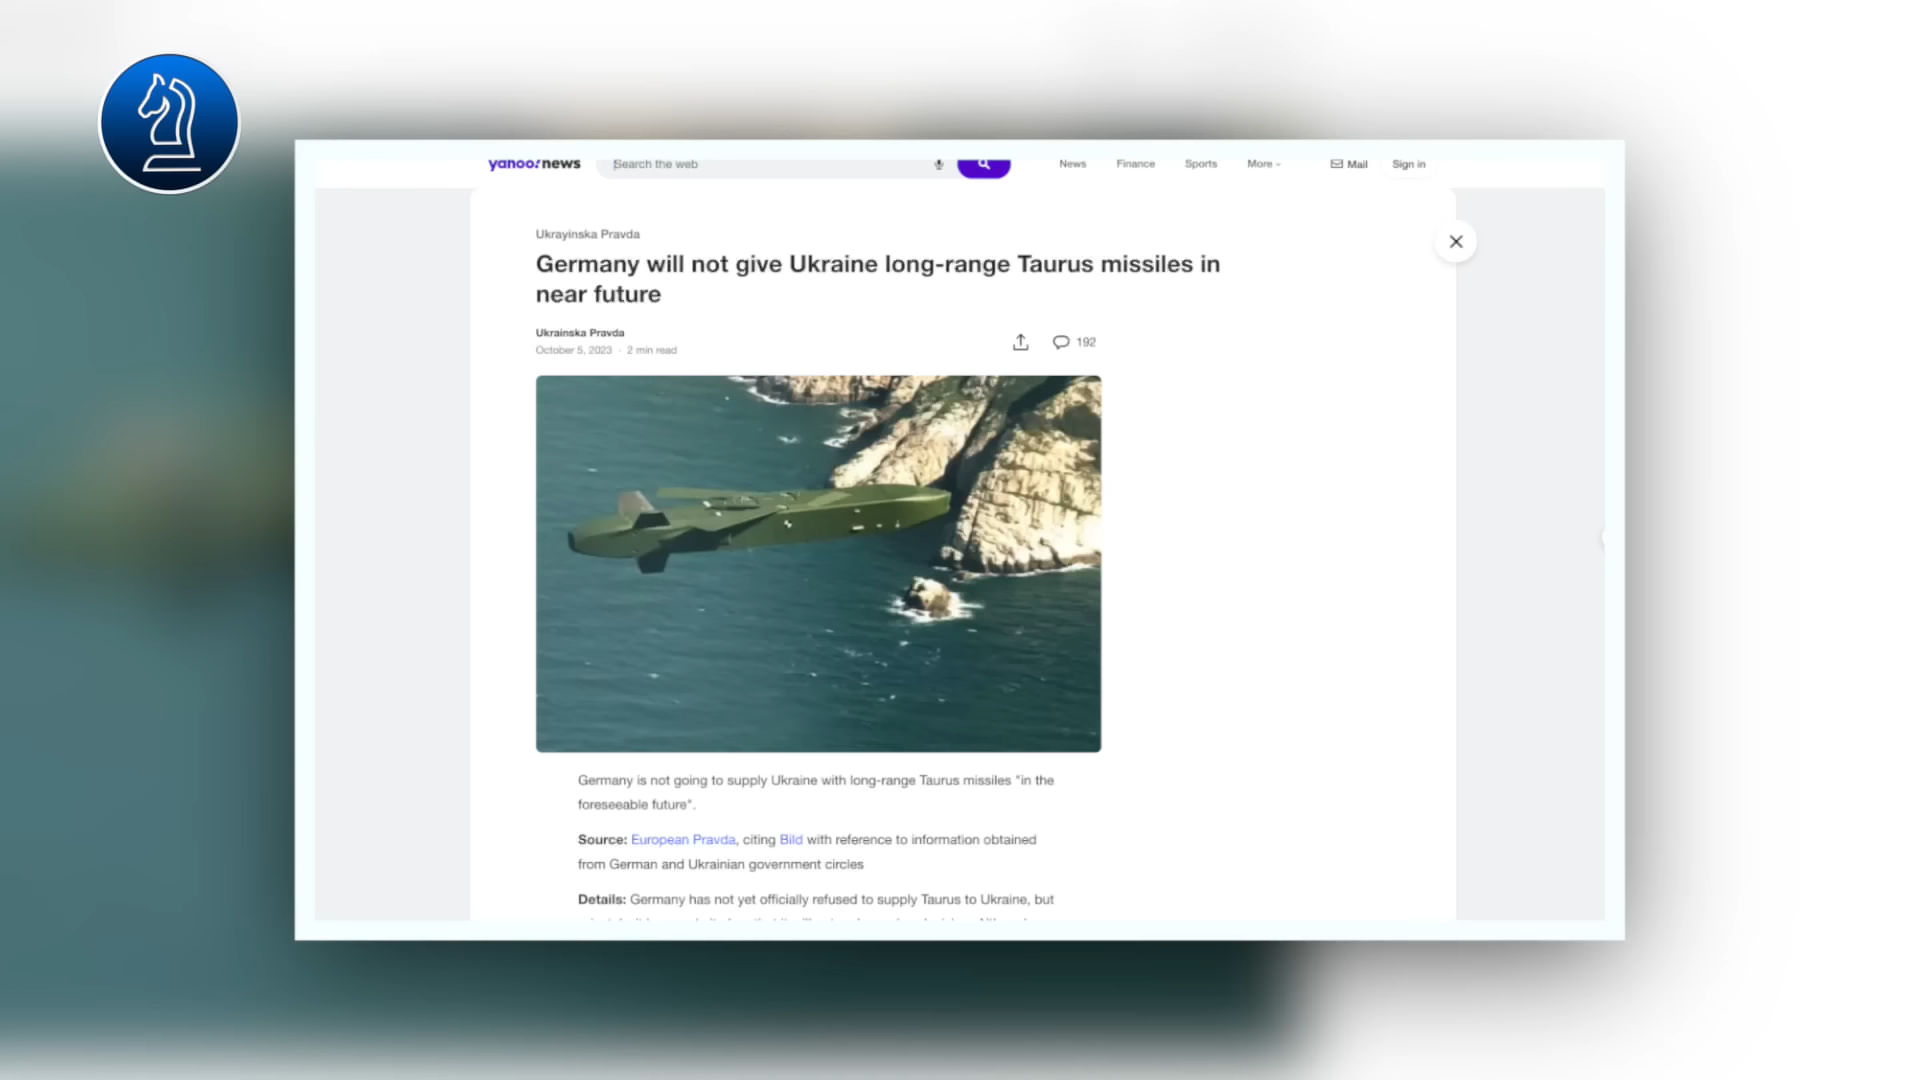 yahoo!news Search the web News Finance Sports More Mail Sign in
Ukrayinska Pravda
Germany will not give Ukraine long-range Taurus missiles in
near future
Ukrainska Pravda
October 5, 2023 · 2 min read
192
Germany is not going to supply Ukraine with long-range Taurus missiles "in the
foreseeable future".
Source: European Pravda, citing Bild with reference to information obtained
from German and Ukrainian government circles
Details: Germany has not yet officially refused to supply Taurus to Ukraine, but